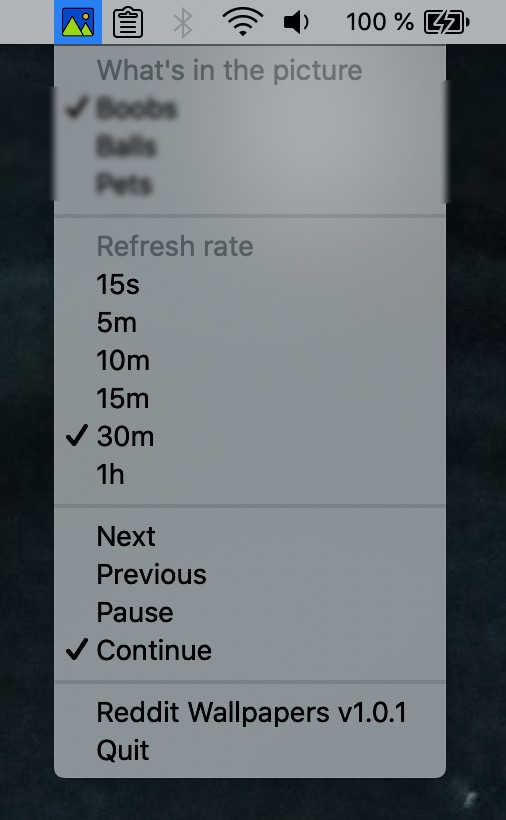 100 %
What's in the picture
Boobs
Balls
Pets
Refresh rate
15s
5m
10m
15m
30m
1h
Next
Previous
Pause
Continue
Reddit Wallpapers v1.0.1
Quit